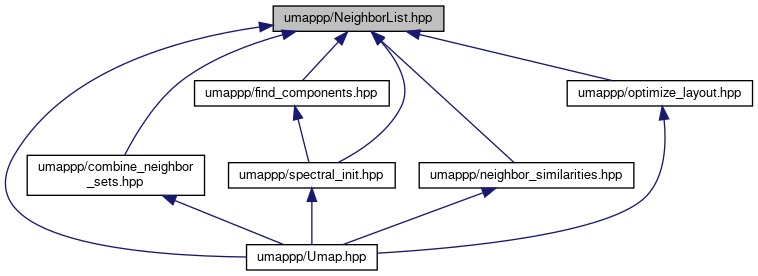 umappp/NeighborList.hpp
umappp/find_components.hpp
umappp/optimize_layout.hpp
umappp/combine_neighbor
_sets.hpp
umappp/spectral_init.hpp
umappp/neighbor_similarities.hpp
umappp/Umap.hpp